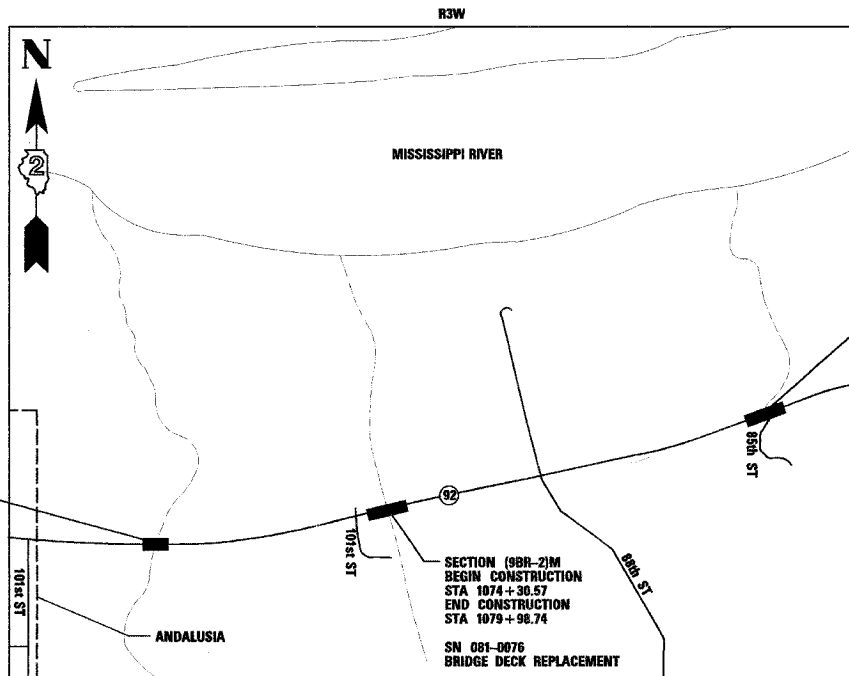 R3W
N
2
MISSISSIPPI RIVER
85th ST
92
101st ST
SECTION (9BR-2)M
BEGIN CONSTRUCTION
STA 1074+30.57
END CONSTRUCTION
STA 1079+98.74
88th ST
101st ST
ANDALUSIA
SN 081-0076
BRIDGE DECK REPLACEMENT